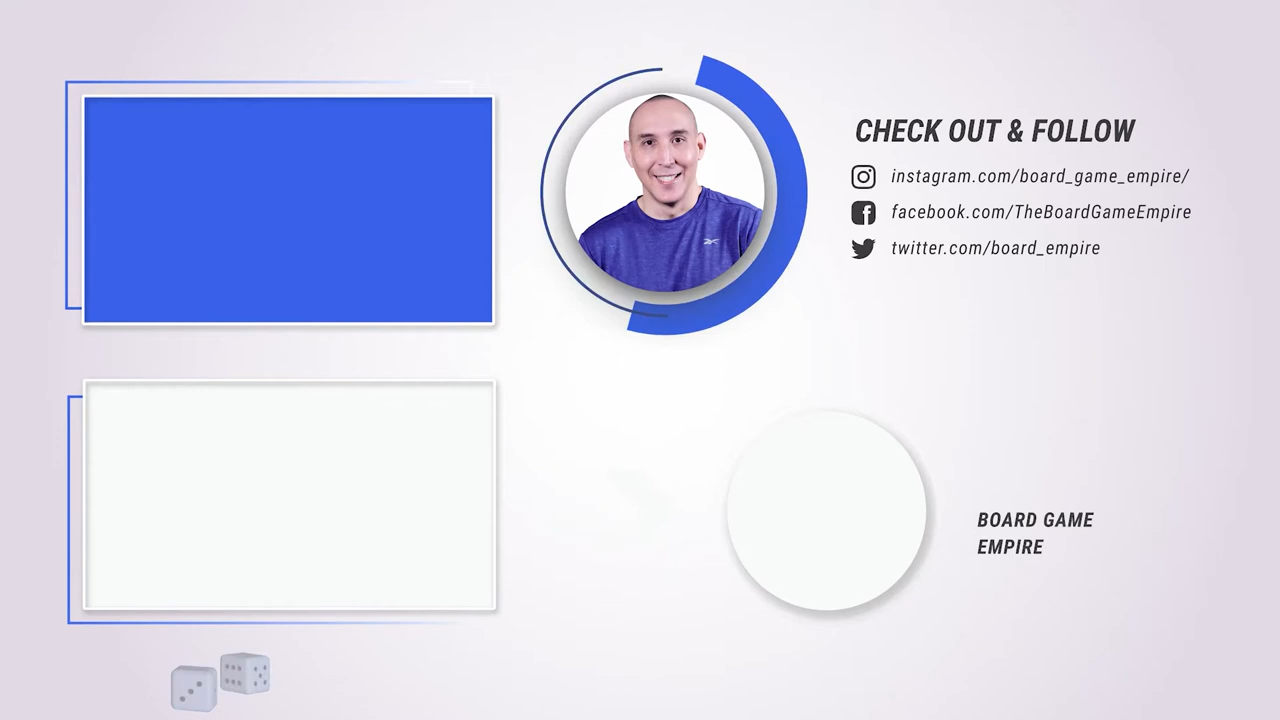 CHECK OUT & FOLLOW
instagram.com/board_game_empire/
facebook.com/TheBoardGameEmpire
twitter.com/board_empire
BOARD GAME
EMPIRE